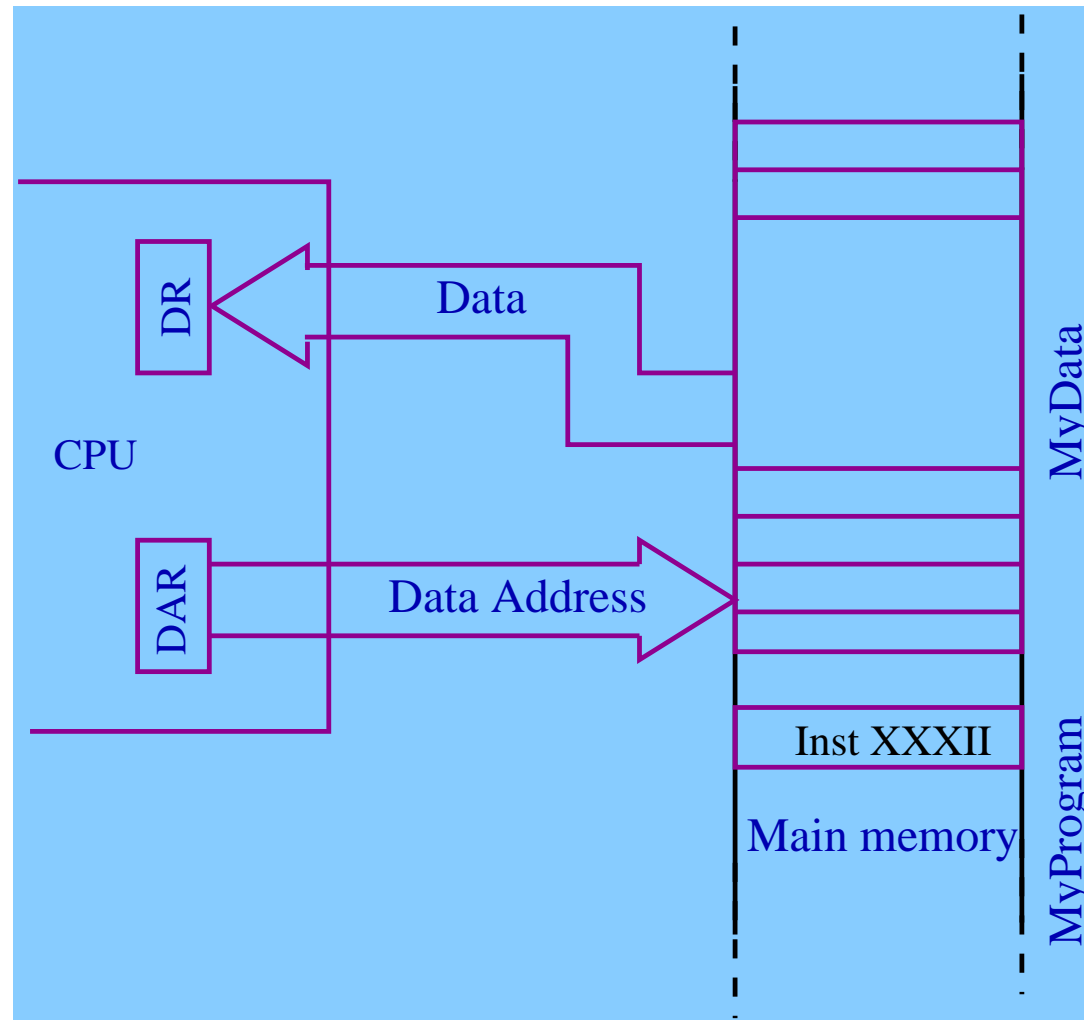 DR
Data
MyData
CPU
DAR
Data Address
Inst XXXII
Main memory
MyProgram